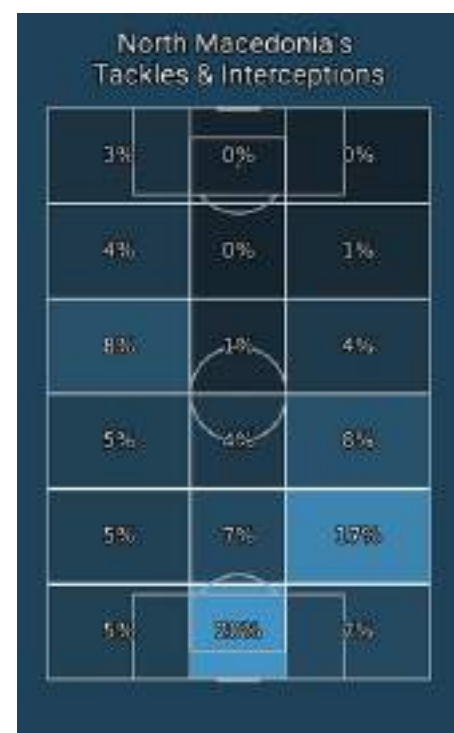 North Macedonia's
Tackles & Interceptions
3% 0% 0%
4% 0% 1%
8% 1% 4%
5% 4% 8%
5% 7% 17%
5% 7%